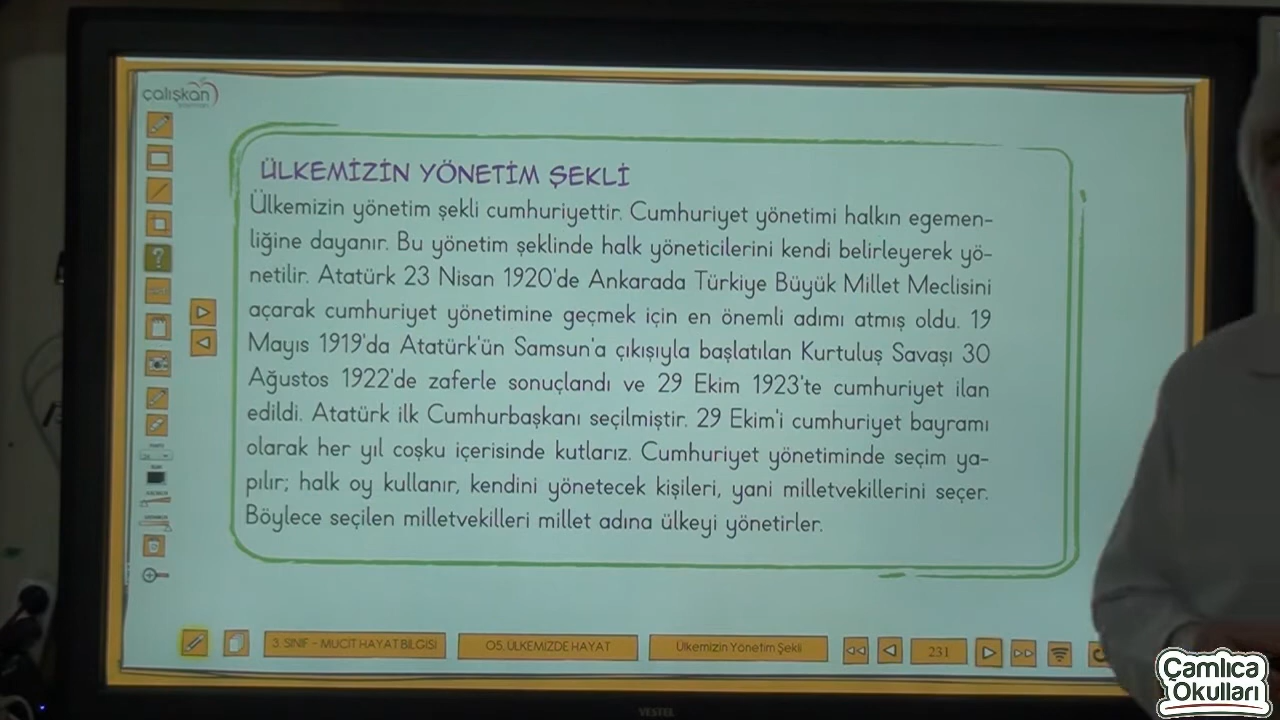 çalışkan
ÜLKEMİZİN YÖNETİM ŞEKLİ
Ülkemizin yönetim şekli cumhuriyettir. Cumhuriyet yönetimi halkın egemen-
liğine dayanır. Bu yönetim şeklinde halk yöneticilerini kendi belirleyerek yö-
netilir. Atatürk 23 Nisan 1920'de Ankarada Türkiye Büyük Millet Meclisini
açarak cumhuriyet yönetimine geçmek için en önemli adımı atmış oldu. 19
Mayıs 1919'da Atatürk'ün Samsun'a çıkışıyla başlatılan Kurtuluş Savaşı 30
Ağustos 1922'de zaferle sonuçlandı ve 29 Ekim 1923'te cumhuriyet ilan
edildi. Atatürk ilk Cumhurbaşkanı seçilmiştir. 29 Ekim'i cumhuriyet bayramı
olarak her yıl coşku içerisinde kutlarız. Cumhuriyet yönetiminde seçim ya-
pılır; halk oy kullanır, kendini yönetecek kişileri, yani milletvekillerini seçer.
Böylece seçilen milletvekilleri millet adına ülkeyi yönetirler.
3. SINIF - MUCİT HAYAT BİLGİSİ
05. ÜLKEMİZDE HAYAT
Ülkemizin Yönetim Şekli
231
VESTEL
Çamlıca
Okulları